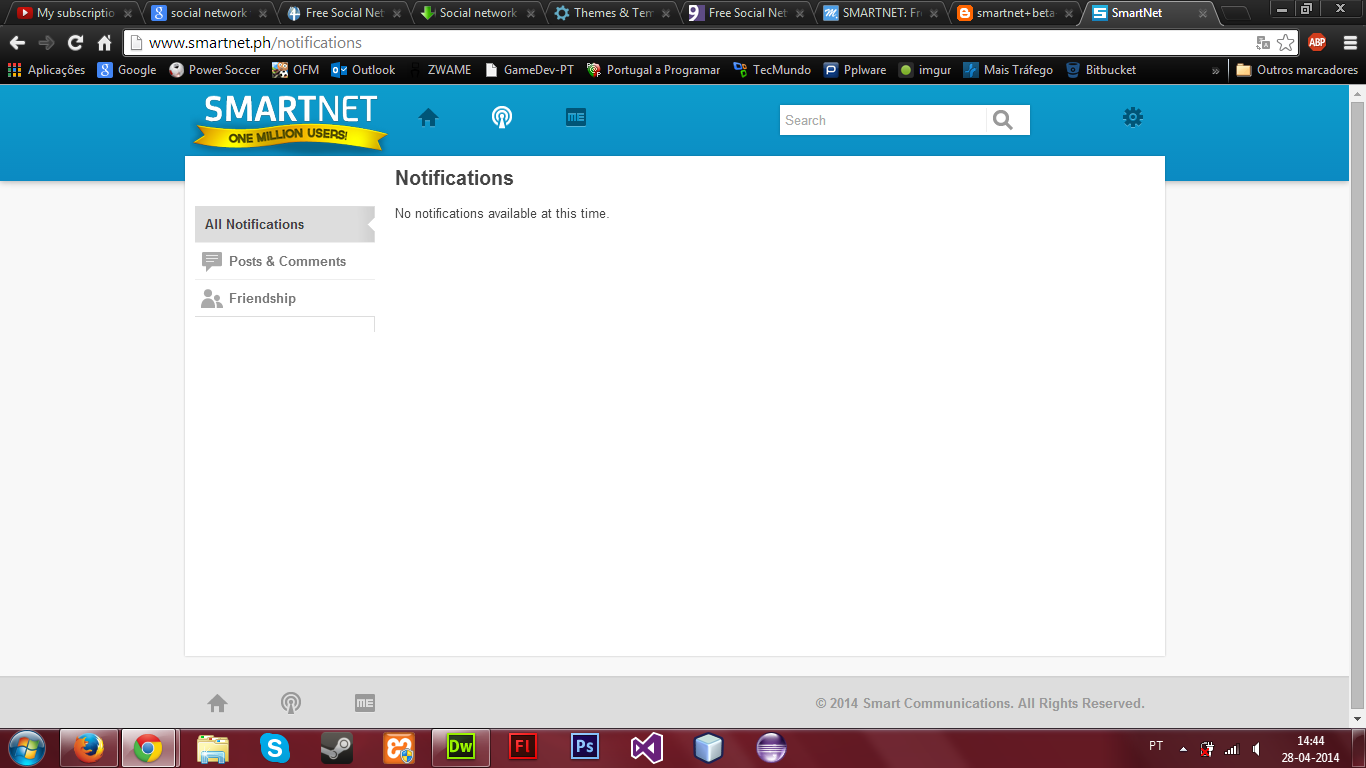 My subscriptio
social network
Free Social Net
Social network
Themes & Tem
Free Social Net
SMARTNET: Fr
smartnet+beta
SmartNet
www.smartnet.ph/notifications
ABP
Aplicações
Google
Power Soccer
OFM
Outlook
ZWAME
GameDev-PT
Portugal a Programar
TecMundo
Pplware
imgur
Mais Tráfego
Bitbucket
»
Outros marcadores
SMARTNET
ONE MILLION USERS!
ME
Search
Notifications
No notifications available at this time.
All Notifications
Posts & Comments
Friendship
ME
© 2014 Smart Communications. All Rights Reserved.
Dw
Fl
Ps
PT
14:44
28-04-2014